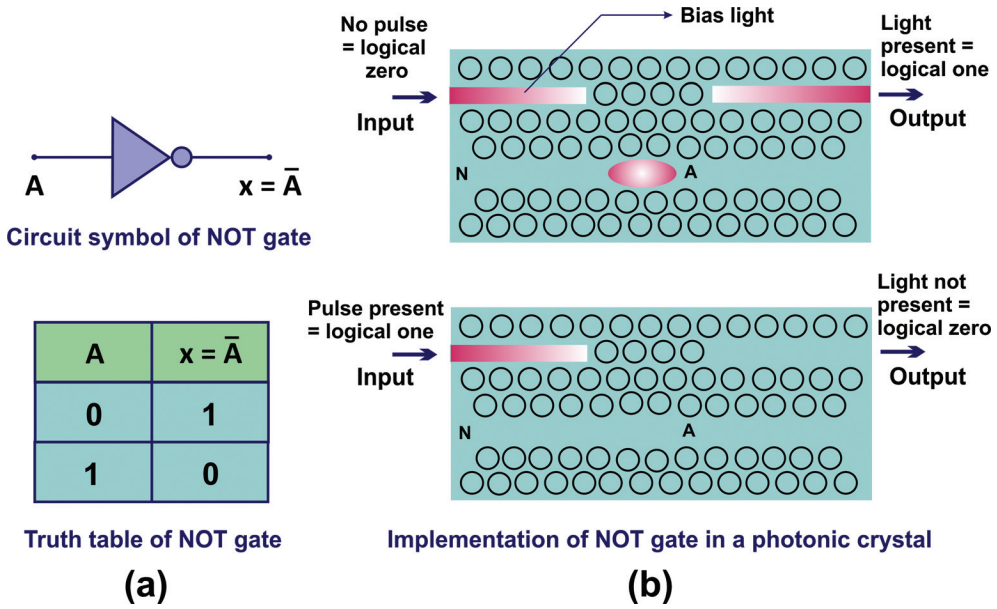 A
x = A̅
Circuit symbol of NOT gate
A
x = A̅
0
1
1
0
Truth table of NOT gate
(a)
No pulse
= logical
zero
Input
Bias light
Light
present =
logical one
Output
N
A
Pulse present
= logical one
Input
Light not
present =
logical zero
Output
N
A
Implementation of NOT gate in a photonic crystal
(b)